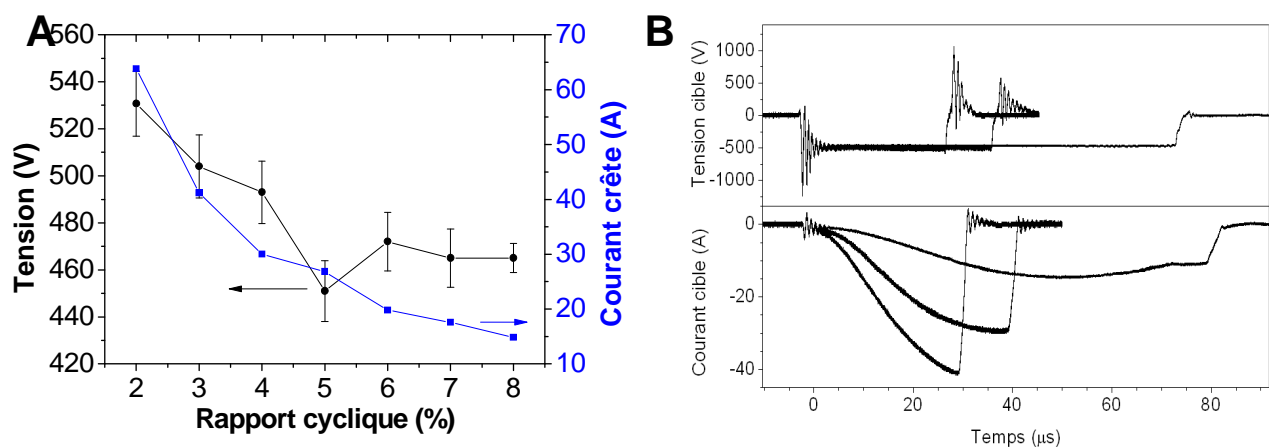 A
Tension (V)
560
540
520
500
480
460
440
420
70
60
50
40
30
20
10
Courant crête (A)
2 3 4 5 6 7 8
Rapport cyclique (%)
B
Tension cible (V)
1000
500
0
-500
-1000
Courant cible (A)
0
-20
-40
0 20 40 60 80
Temps (μs)